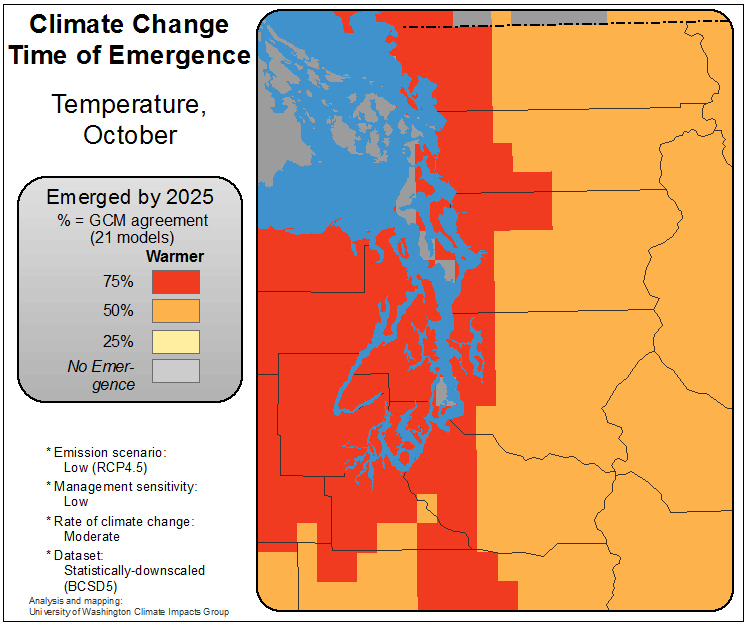 Climate Change
Time of Emergence
Temperature,
October
Emerged by 2025
% = GCM agreement
(21 models)
Warmer
75%
50%
25%
No Emer-
gence
* Emission scenario:
Low (RCP4.5)
* Management sensitivity:
Low
* Rate of climate change:
Moderate
* Dataset:
Statistically-downscaled
(BCSD5)
Analysis and mapping:
University of Washington Climate Impacts Group